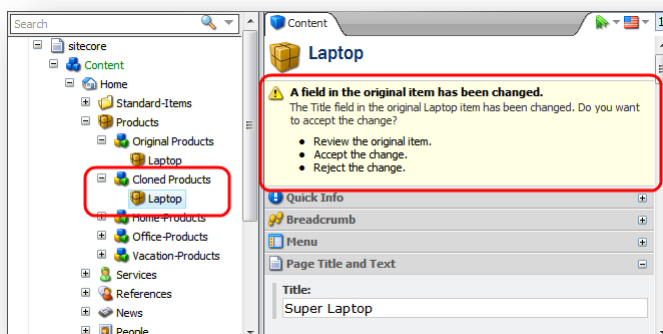 Search
sitecore
Content
Home
Standard-Items
Products
Original Products
Laptop
Cloned Products
Laptop
Home-Products
Office-Products
Vacation-Products
Services
References
News
People
Content
1
Laptop
A field in the original item has been changed.
The Title field in the original Laptop item has been changed. Do you want
to accept the change?
• Review the original item.
• Accept the change.
• Reject the change.
Quick Info
Breadcrumb
Menu
Page Title and Text
Title:
Super Laptop